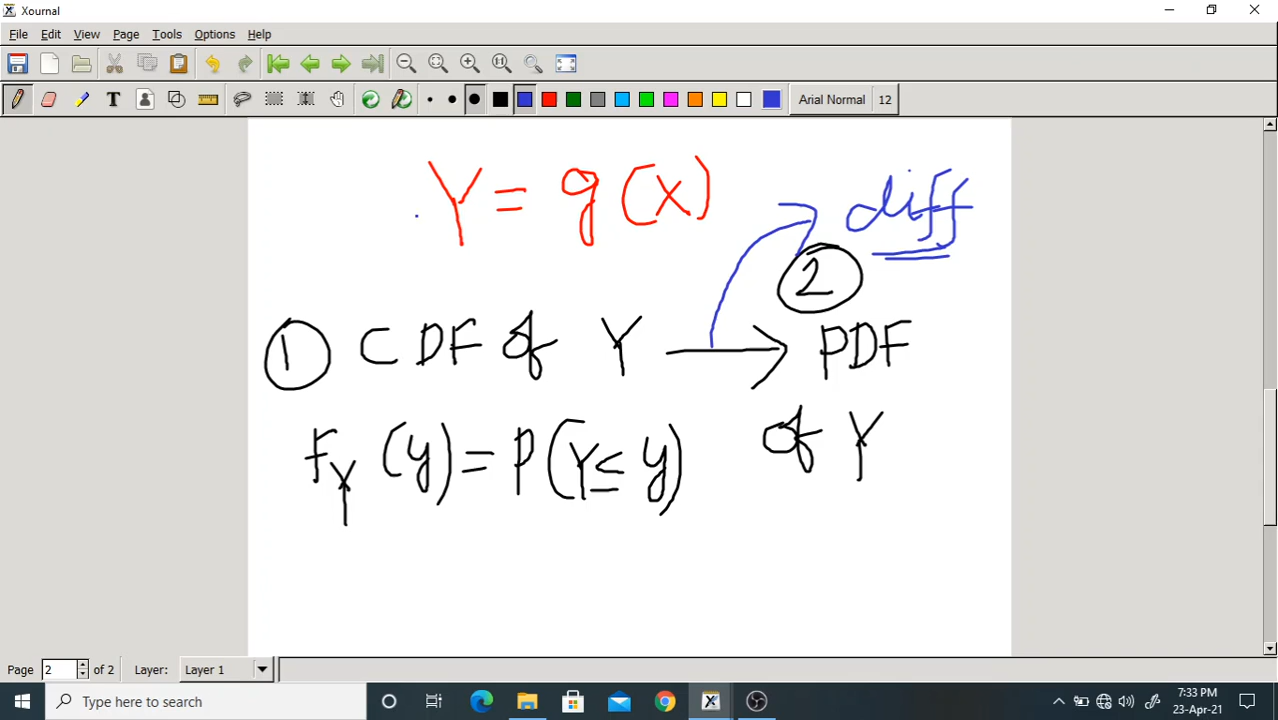 Xournal
File Edit View Page Tools Options Help
Arial Normal 12
Y = g(X)
diff
2
1 CDF of Y → PDF
of Y
F_Y (y) = P(Y ≤ y)
Page 2 of 2 Layer: Layer 1
Type here to search
7:33 PM
23-Apr-21